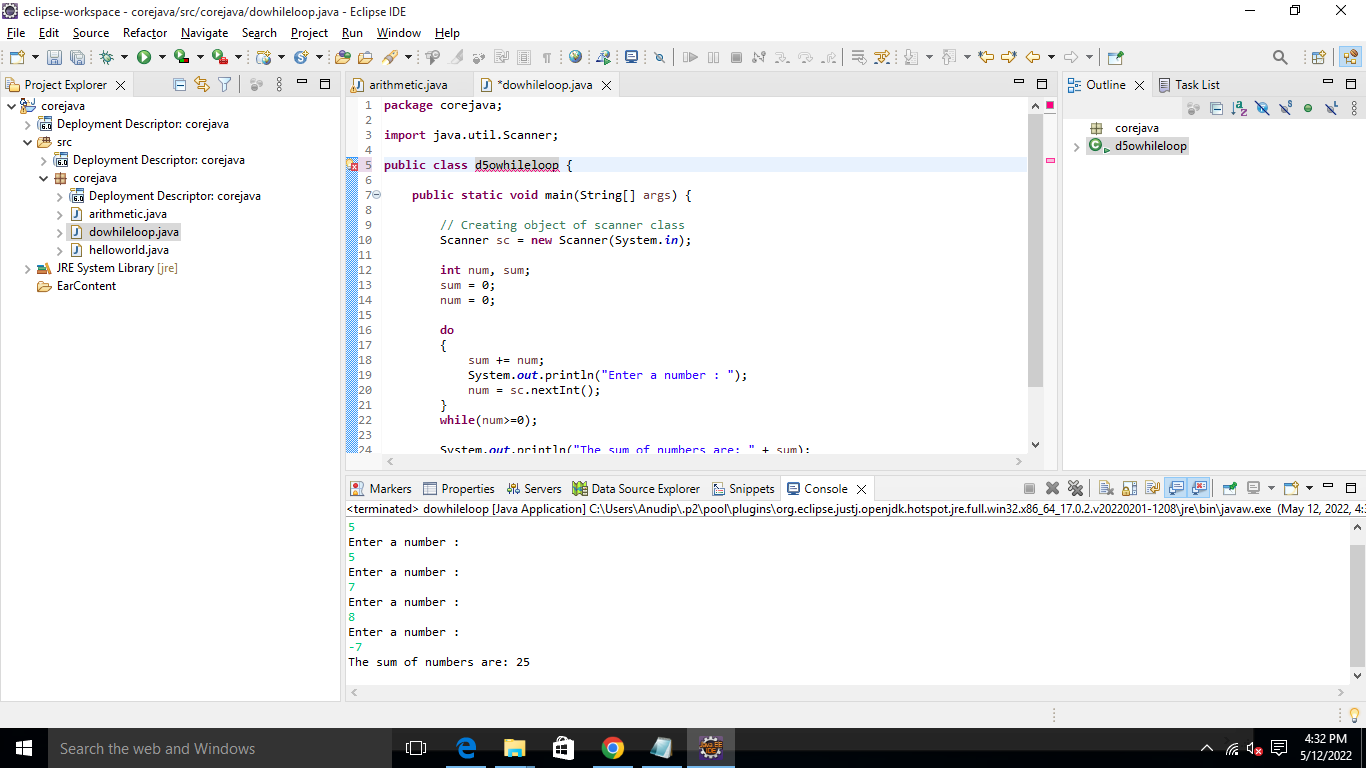 eclipse-workspace - corejava/src/corejava/dowhileloop.java - Eclipse IDE
File Edit Source Refactor Navigate Search Project Run Window Help
Project Explorer
corejava
Deployment Descriptor: corejava
src
Deployment Descriptor: corejava
corejava
Deployment Descriptor: corejava
arithmetic.java
dowhileloop.java
helloworld.java
JRE System Library [jre]
EarContent
arithmetic.java *dowhileloop.java
1 package corejava;
2
3 import java.util.Scanner;
4
5 public class d5owhileloop {
6
7 public static void main(String[] args) {
8
9 // Creating object of scanner class
10 Scanner sc = new Scanner(System.in);
11
12 int num, sum;
13 sum = 0;
14 num = 0;
15
16 do
17 {
18 sum += num;
19 System.out.println("Enter a number : ");
20 num = sc.nextInt();
21 }
22 while(num>=0);
23
24 System.out.println("The sum of numbers are: " + sum);
Outline Task List
corejava
d5owhileloop
Markers Properties Servers Data Source Explorer Snippets Console
<terminated> dowhileloop [Java Application] C:\Users\Anudip\.p2\pool\plugins\org.eclipse.justj.openjdk.hotspot.jre.full.win32.x86_64_17.0.2.v20220201-1208\jre\bin\javaw.exe (May 12, 2022, 4:3
5
Enter a number :
5
Enter a number :
7
Enter a number :
8
Enter a number :
-7
The sum of numbers are: 25
Search the web and Windows
4:32 PM
5/12/2022